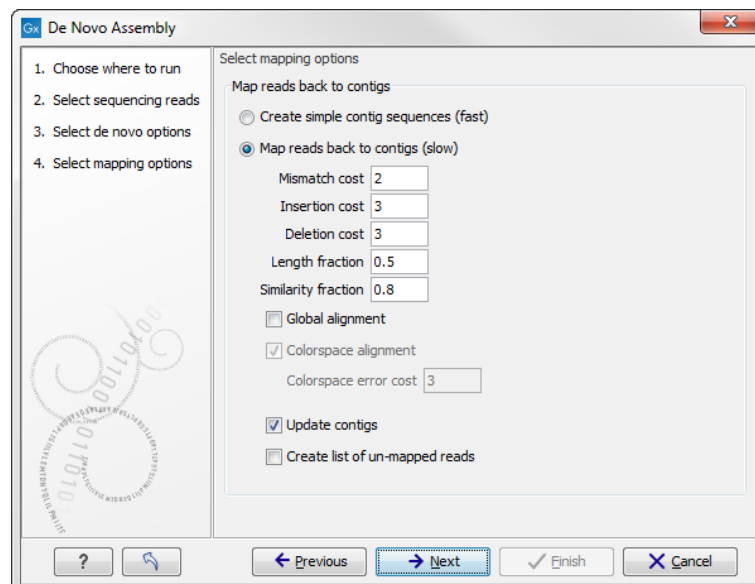 Gx De Novo Assembly
X
1. Choose where to run
2. Select sequencing reads
3. Select de novo options
4. Select mapping options
Select mapping options
Map reads back to contigs
Create simple contig sequences (fast)
Map reads back to contigs (slow)
Mismatch cost 2
Insertion cost 3
Deletion cost 3
Length fraction 0.5
Similarity fraction 0.8
Global alignment
Colorspace alignment
Colorspace error cost 3
Update contigs
Create list of un-mapped reads
? Previous Next Finish Cancel